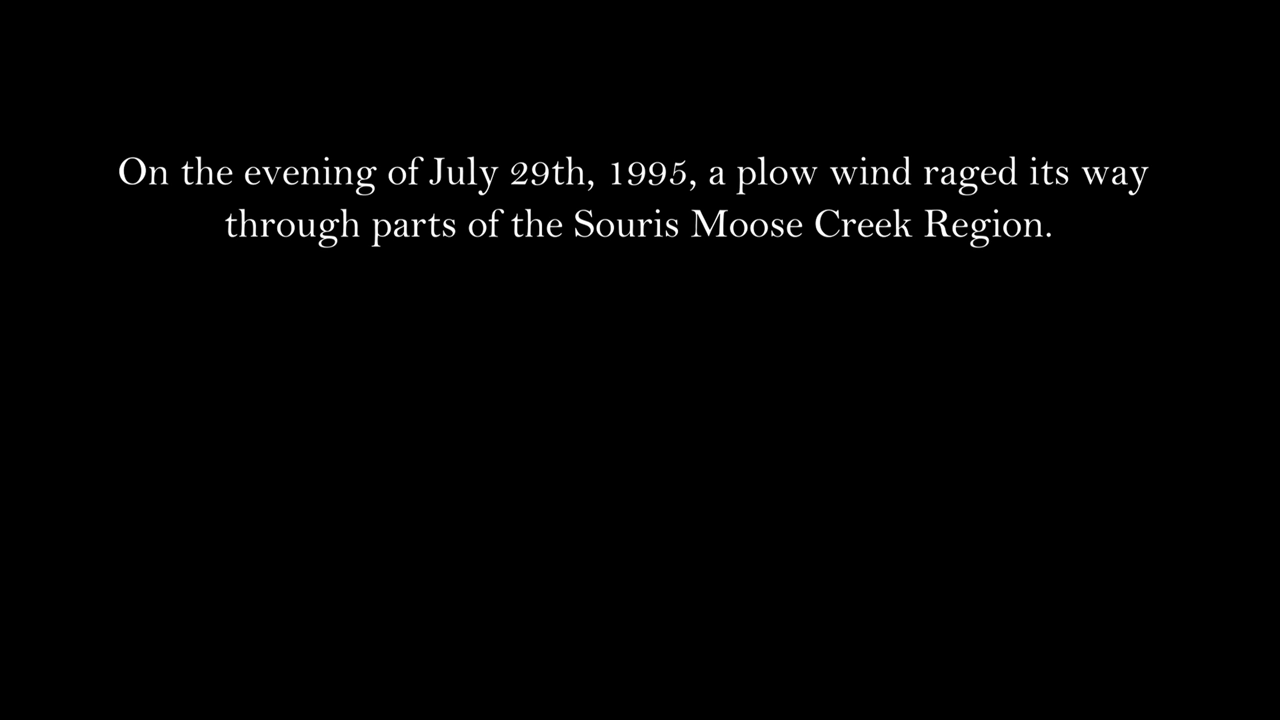 On the evening of July 29th, 1995, a plow wind raged its way
through parts of the Souris Moose Creek Region.